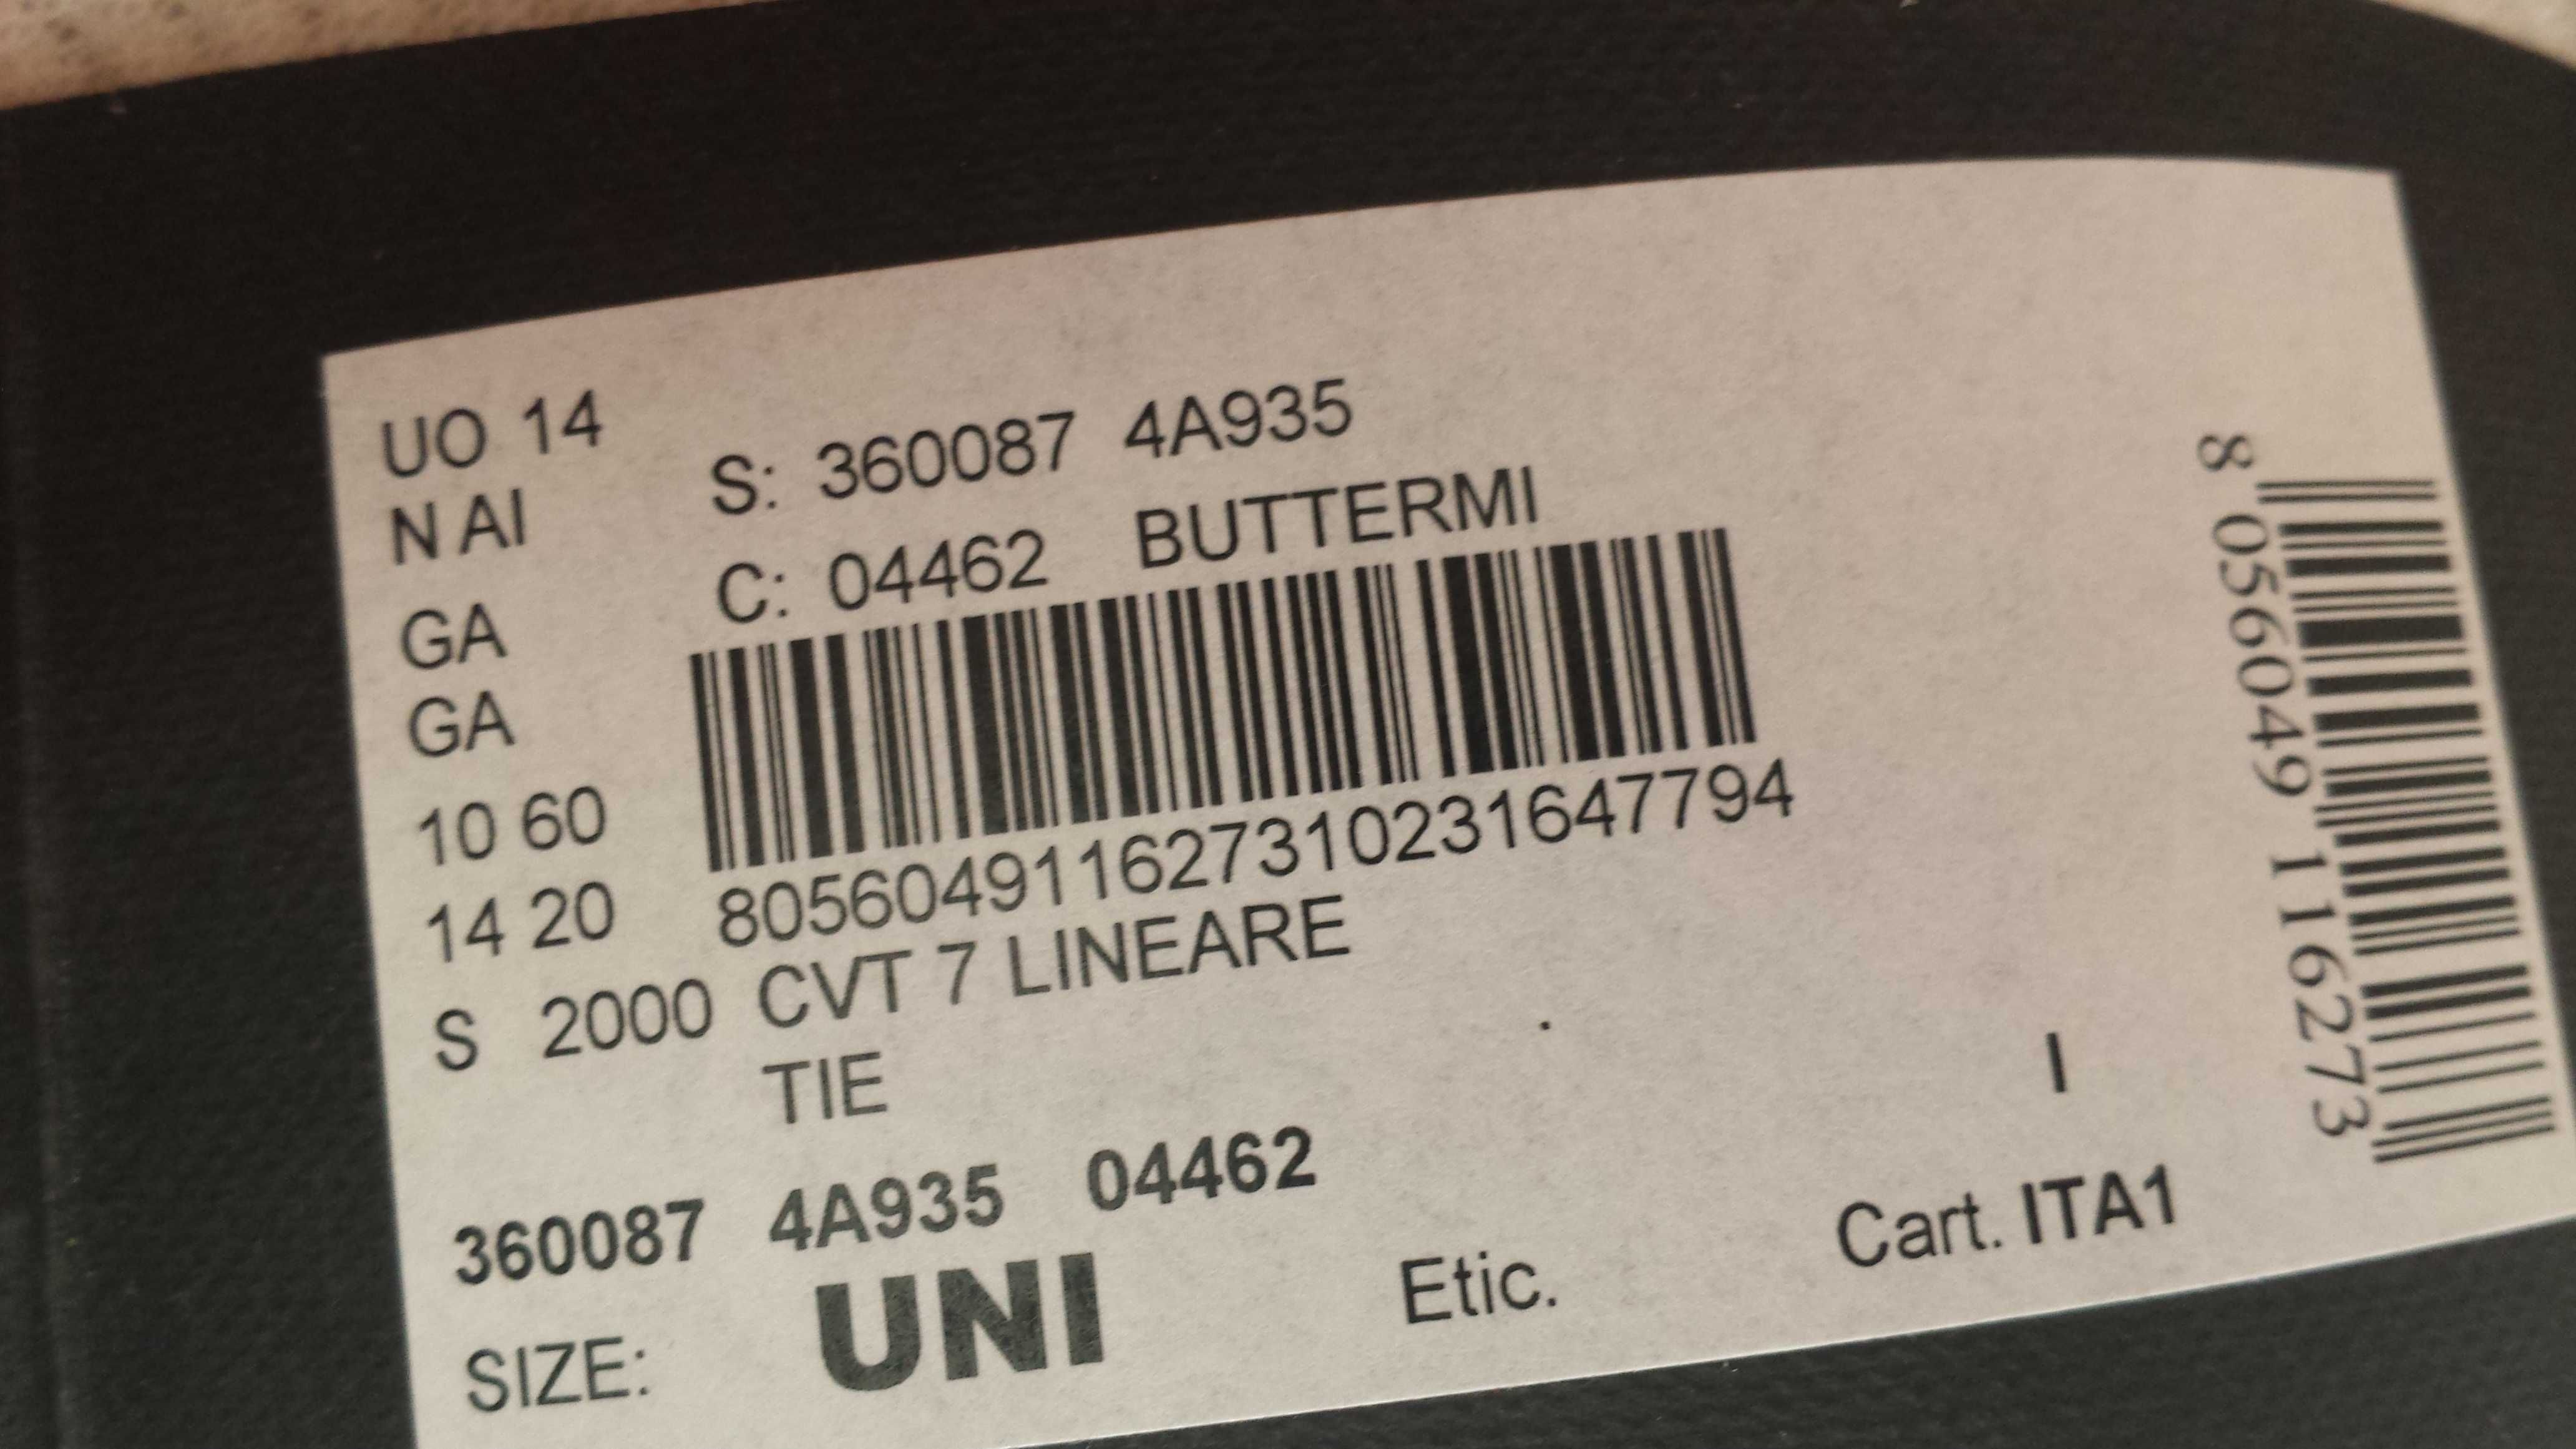 UO 14
N AI
GA
GA
10 60
14 20
S 2000
S: 360087 4A935
C: 04462 BUTTERMI
805604911627310231647794
CVT 7 LINEARE
TIE
360087 4A935 04462
SIZE: UNI
Etic.
I
Cart. ITA1
8 056049 116273